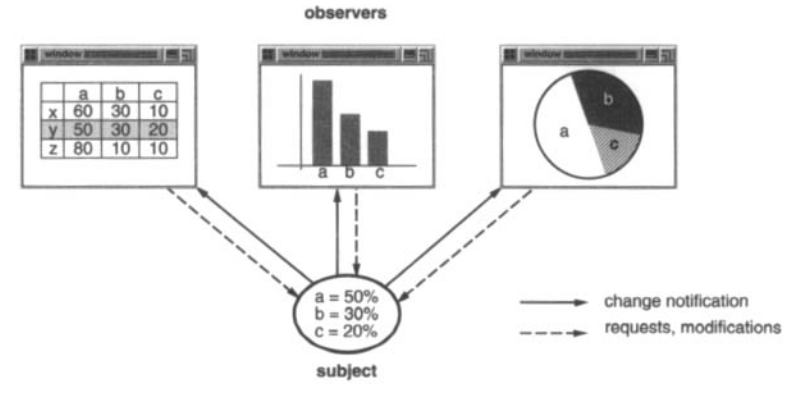 observers
window
window
window
a b c
x 60 30 10
y 50 30 20
z 80 10 10
a b c
a
b
c
a = 50%
b = 30%
c = 20%
subject
change notification
requests, modifications